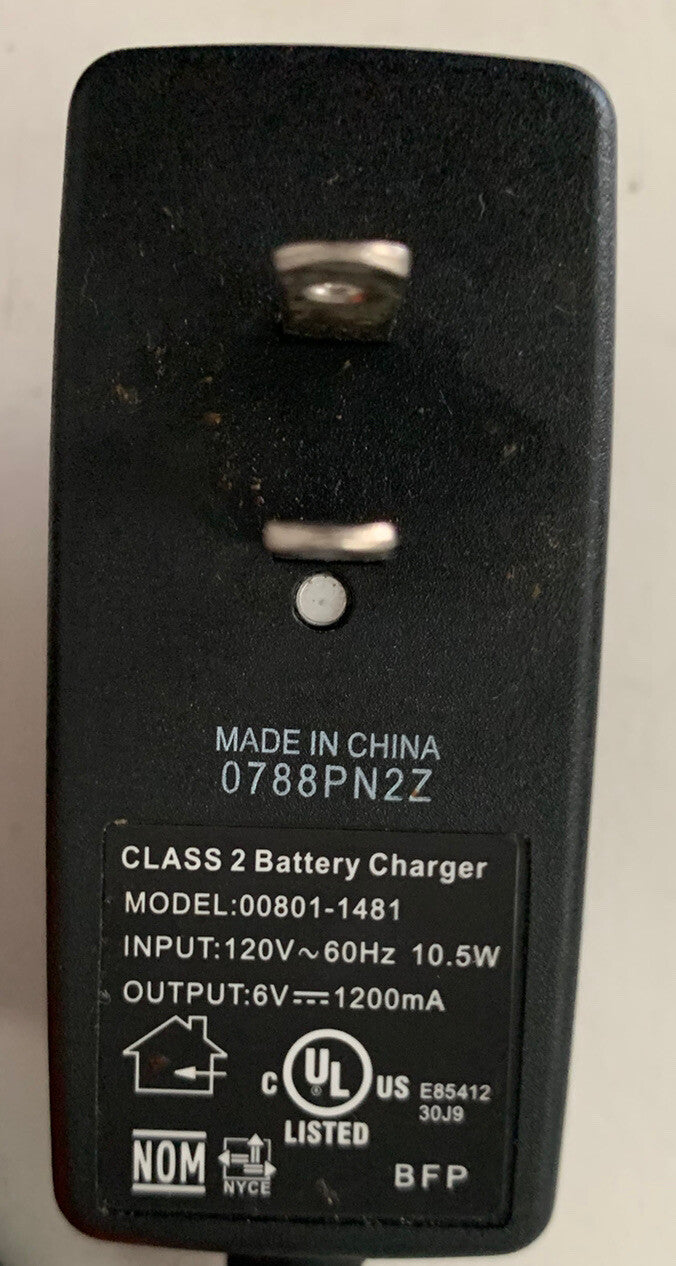 MADE IN CHINA
0788PN2Z
CLASS 2 Battery Charger
MODEL:00801-1481
INPUT:120V~60Hz 10.5W
OUTPUT:6V⎓1200mA
C UL® US E85412
30J9
LISTED
NOM NYCE BFP